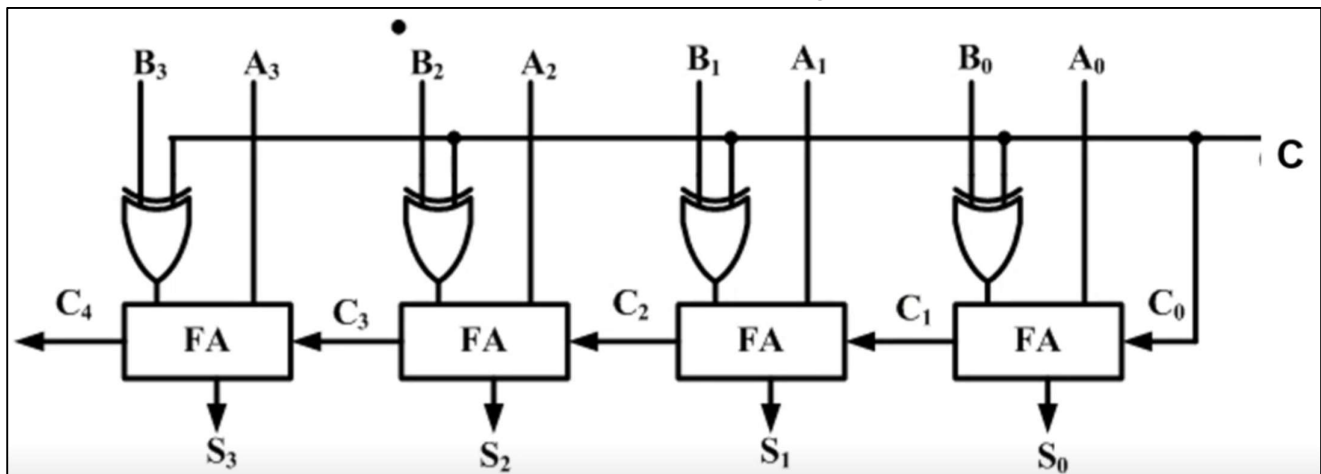 B₃ A₃ B₂ A₂ B₁ A₁ B₀ A₀
C
C₄ C₃ C₂ C₁ C₀
FA FA FA FA
S₃ S₂ S₁ S₀